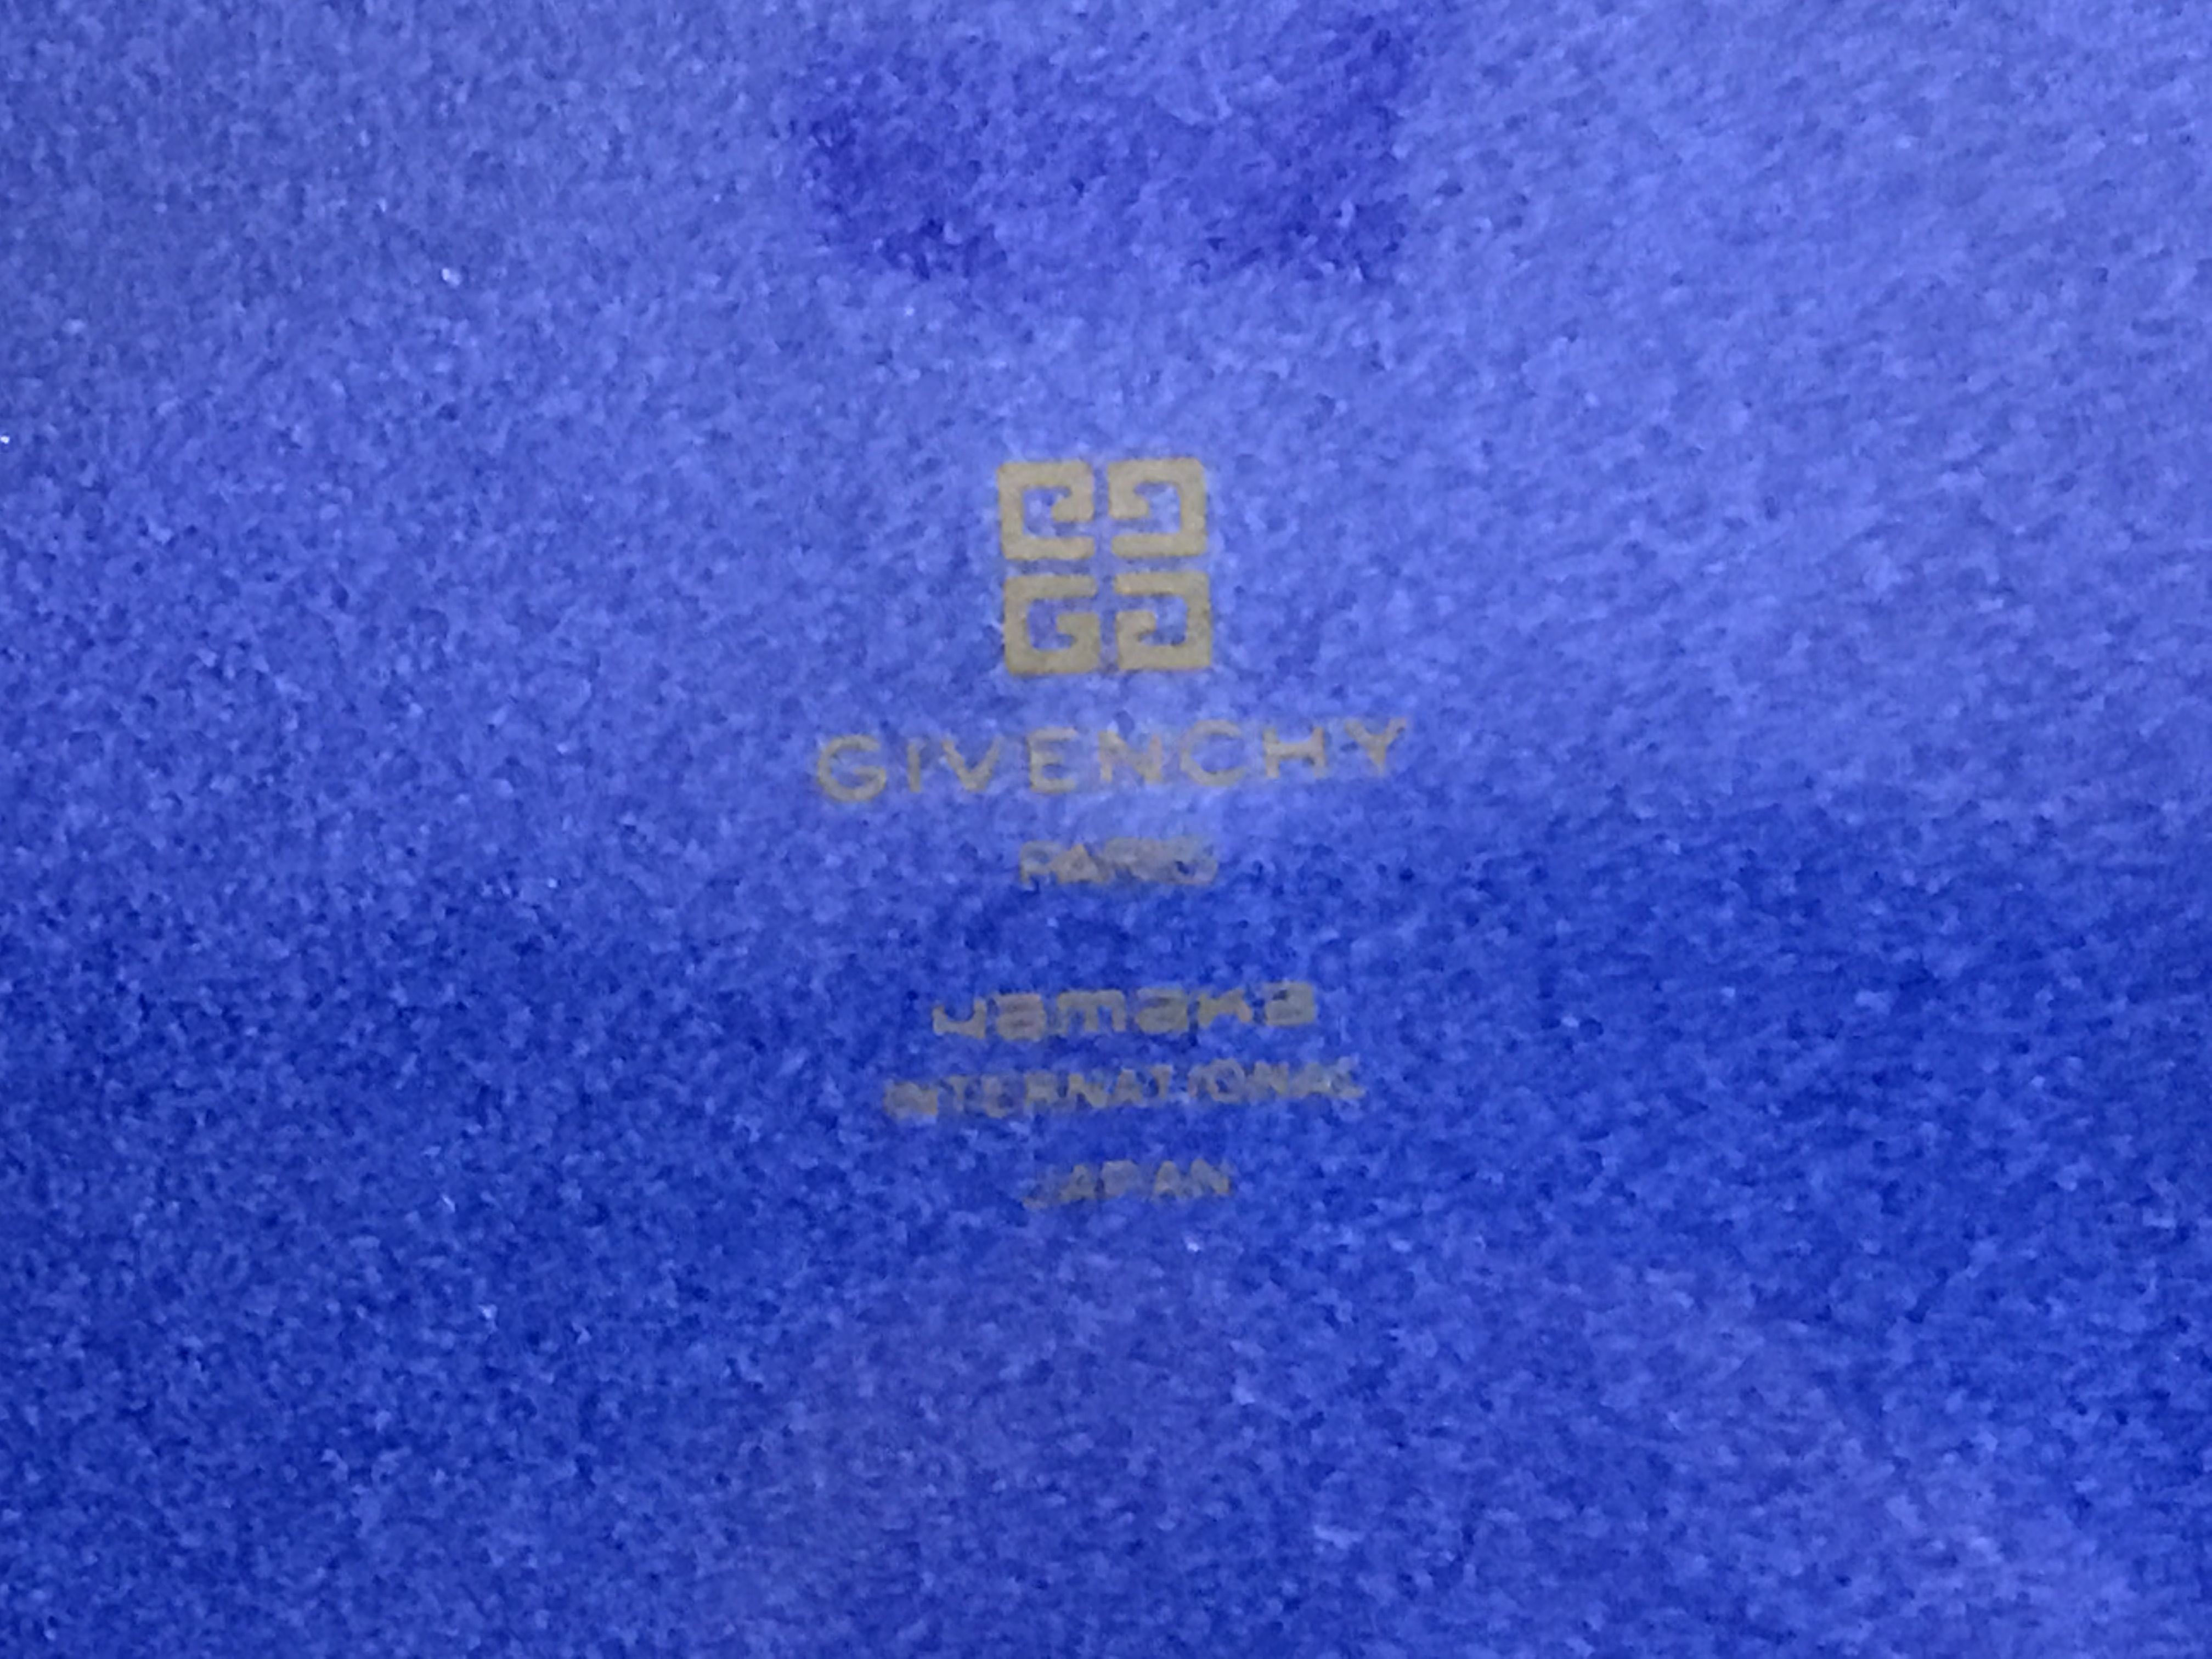 GIVENCHY
PARIS
yamaka
INTERNATIONAL
JAPAN